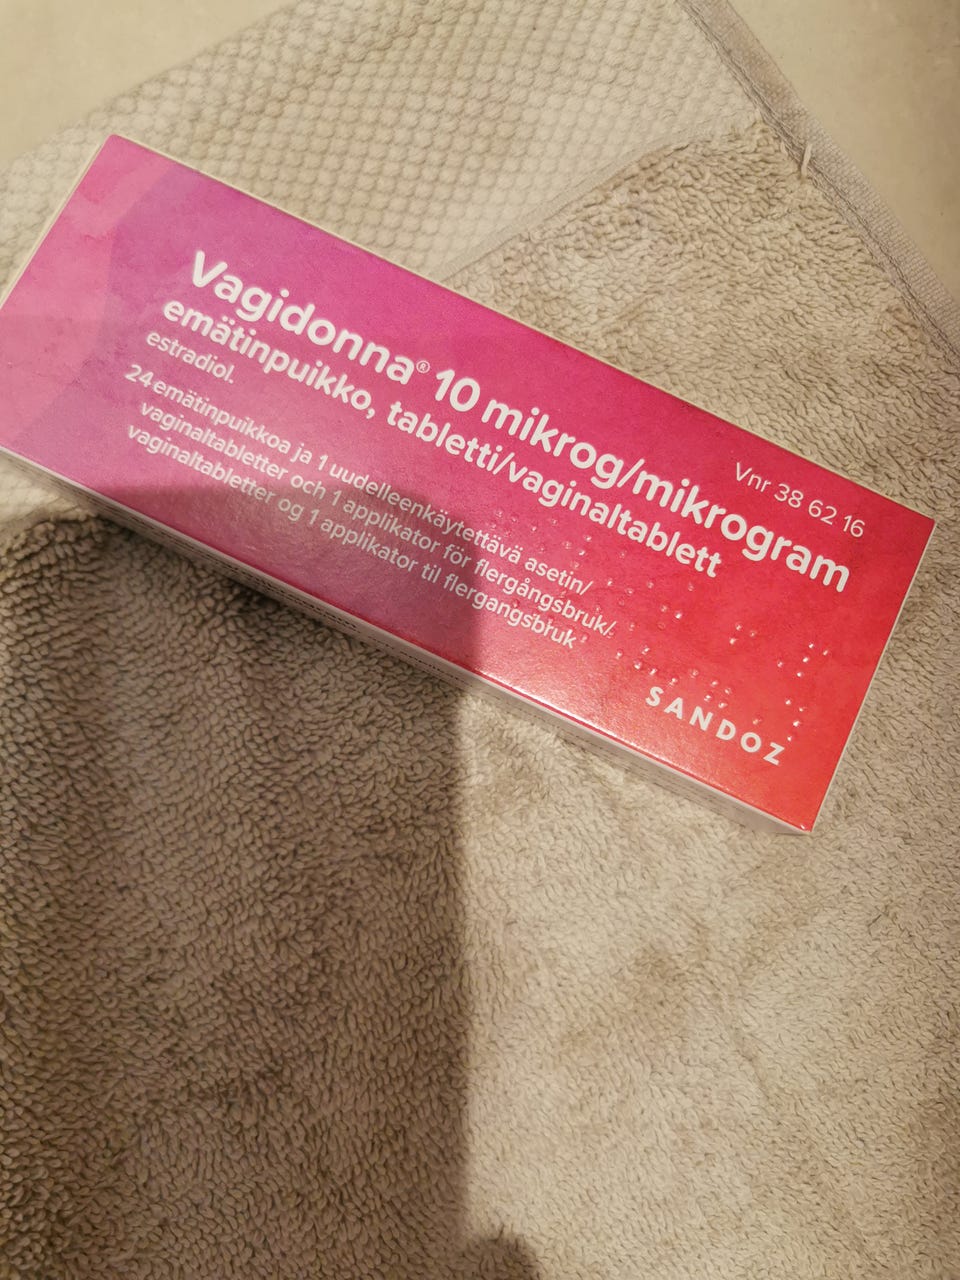 Vagidonna® 10 mikrog/mikrogram
emätinpuikko, tabletti/vaginaltablett
estradiol.
24 emätinpuikkoa ja 1 uudelleenkäytettävä asetin/
vaginaltabletter och 1 applikator för flergångsbruk/
vaginaltabletter og 1 applikator til flergangsbruk
Vnr 38 62 16
SANDOZ